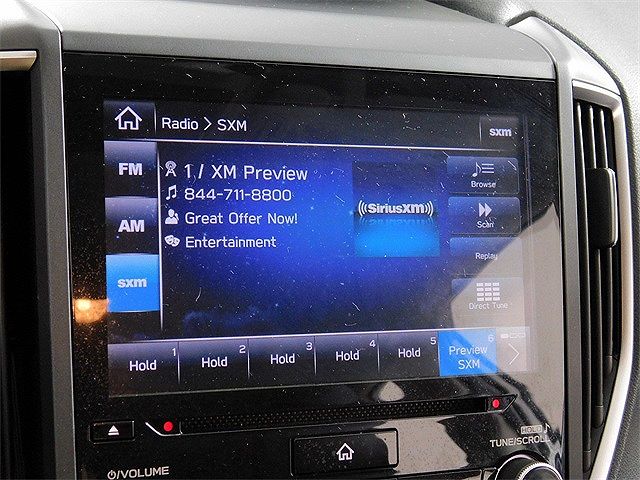 Radio > SXM
sxm
FM
AM
sxm
1 / XM Preview
844-711-8800
Great Offer Now!
Entertainment
((SiriusXM))
Browse
Scan
Replay
Direct Tune
Hold 1
Hold 2
Hold 3
Hold 4
Hold 5
Preview 6
SXM
HOLD
TUNE/SCROLL
VOLUME